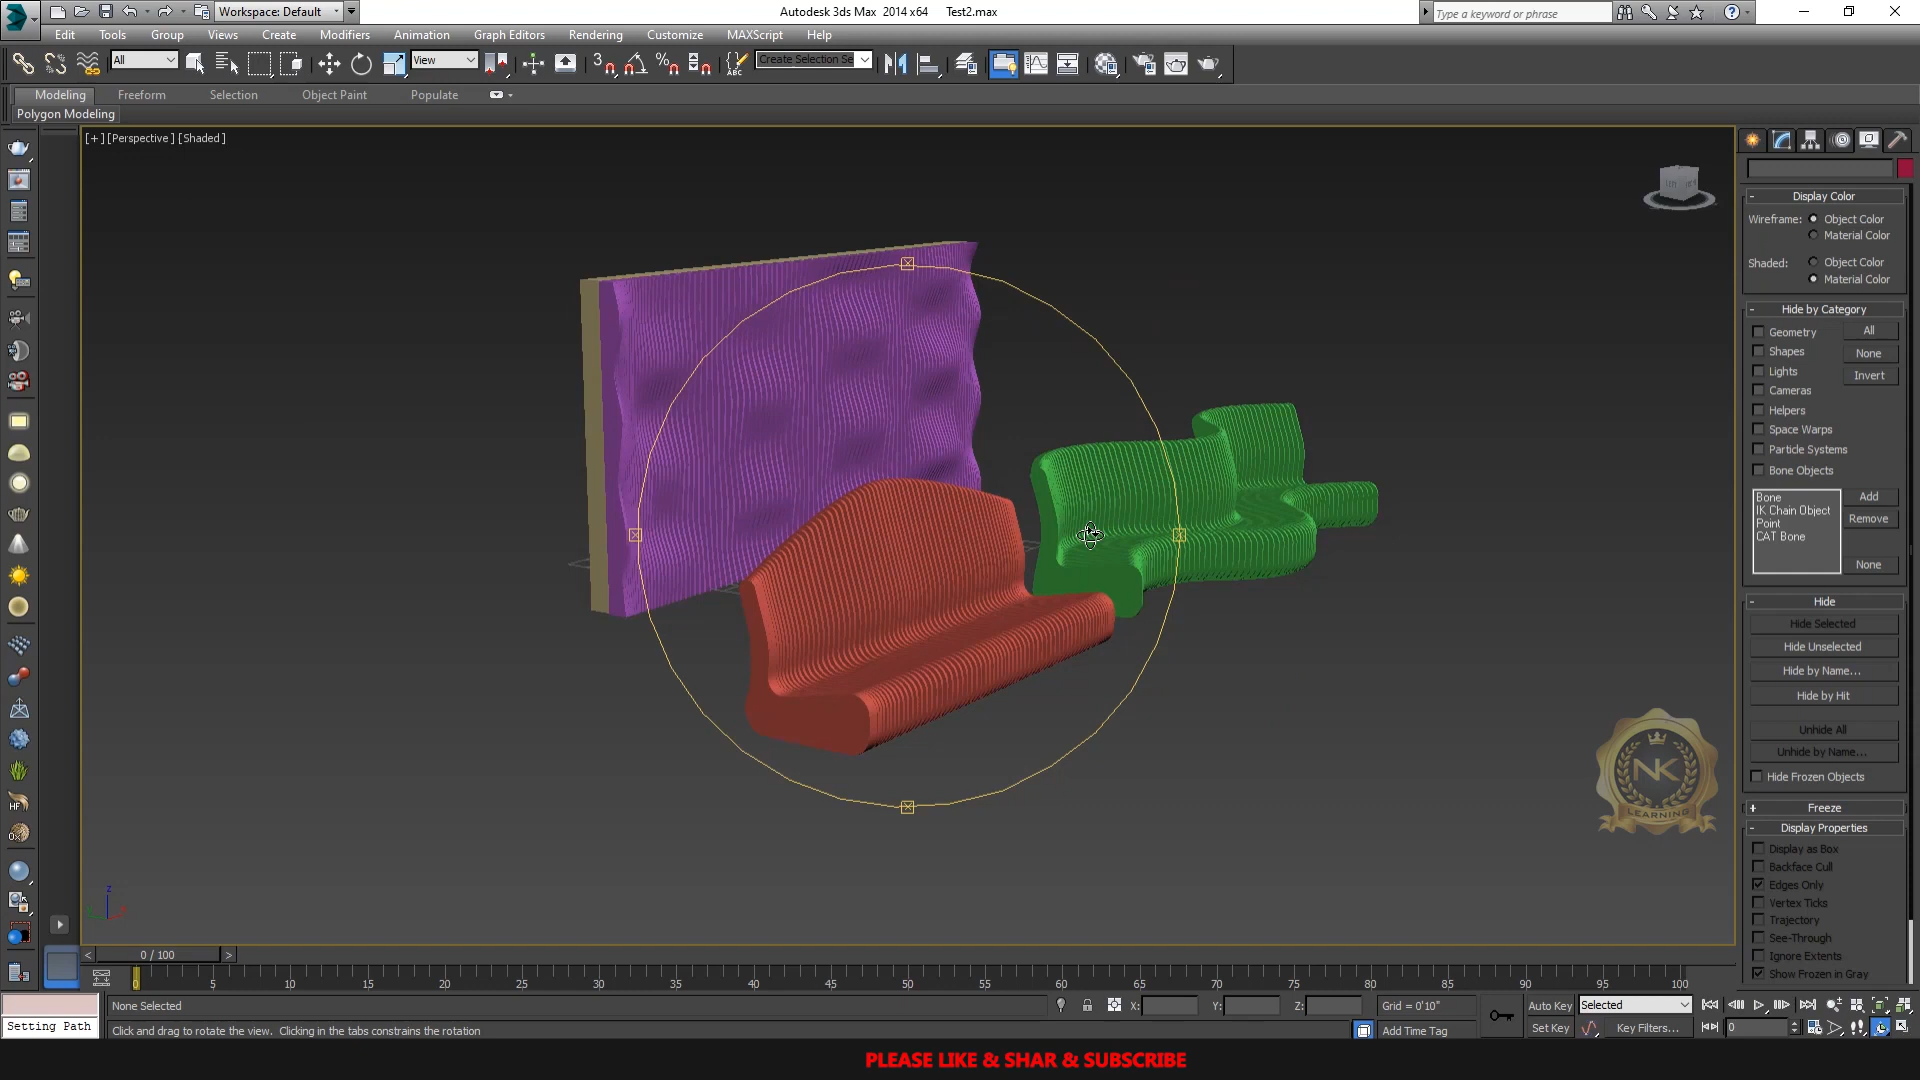 Workspace: Default
Autodesk 3ds Max 2014 x64 Test2.max
Type a keyword or phrase
Edit Tools Group Views Create Modifiers Animation Graph Editors Rendering Customize MAXScript Help
All
View
3
ABC
Create Selection Se
Modeling Freeform Selection Object Paint Populate
Polygon Modeling
[+] [Perspective] [Shaded]
Display Color
Wireframe: Object Color
Material Color
Shaded: Object Color
Material Color
Hide by Category
Geometry All
Shapes None
Lights Invert
Cameras
Helpers
Space Warps
Particle Systems
Bone Objects
Bone Add
IK Chain Object
Point Remove
CAT Bone
None
Hide
Hide Selected
Hide Unselected
Hide by Name...
Hide by Hit
Unhide All
Unhide by Name...
Hide Frozen Objects
Freeze
Display Properties
Display as Box
Backface Cull
Edges Only
Vertex Ticks
Trajectory
See-Through
Ignore Extents
Show Frozen in Gray
NK
LEARNING
HF
z
0 / 100
0 5 10 15 20 25 30 35 40 45 50 55 60 65 70 75 80 85 90 95 100
None Selected X: Y: Z: Grid = 0'10" Auto Key Selected
Setting Path Click and drag to rotate the view. Clicking in the tabs constrains the rotation Add Time Tag Set Key Key Filters... 0
PLEASE LIKE & SHAR & SUBSCRIBE